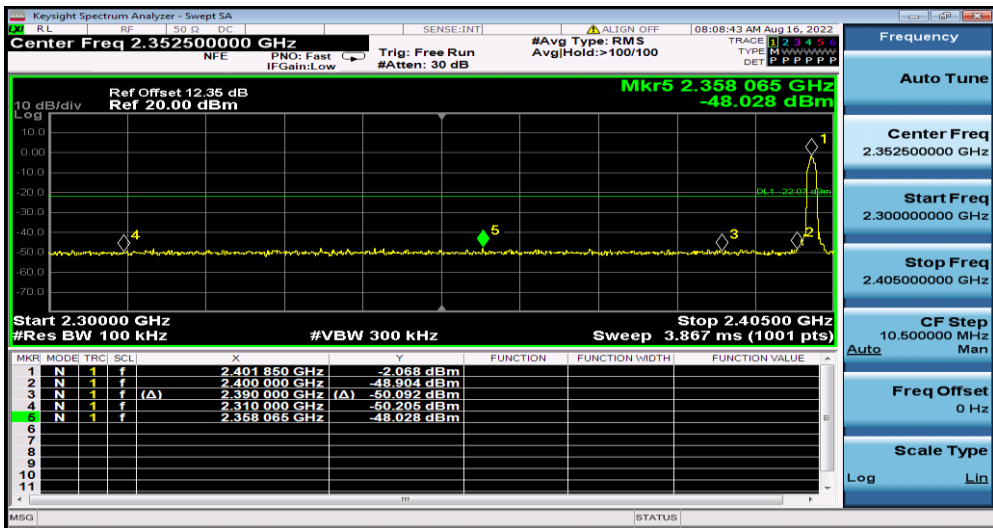 Keysight Spectrum Analyzer - Swept SA
LXI RL RF 50 Ω DC SENSE:INT ALIGN OFF 08:08:43 AM Aug 16, 2022
Center Freq 2.352500000 GHz
NFE PNO: Fast Trig: Free Run #Avg Type: RMS TRACE 1 2 3 4 5 6
IFGain:Low #Atten: 30 dB Avg|Hold:>100/100 TYPE M W W W W W
DET P P P P P P
Mkr5 2.358 065 GHz
-48.028 dBm
Ref Offset 12.35 dB
10 dB/div Ref 20.00 dBm
Log
10.0
0.00
-10.0
-20.0
-30.0
-40.0
-50.0
-60.0
-70.0
1
DL1 -22.07 dBm
4
5
3
2
Start 2.30000 GHz Stop 2.40500 GHz
#Res BW 100 kHz #VBW 300 kHz Sweep 3.867 ms (1001 pts)
MKR MODE TRC SCL X Y FUNCTION FUNCTION WIDTH FUNCTION VALUE
1 N 1 f 2.401 850 GHz -2.068 dBm
2 N 1 f 2.400 000 GHz -48.904 dBm
3 N 1 f (Δ) 2.390 000 GHz (Δ) -50.092 dBm
4 N 1 f 2.310 000 GHz -50.205 dBm
5 N 1 f 2.358 065 GHz -48.028 dBm
6
7
8
9
10
11
MSG STATUS
Frequency
Auto Tune
Center Freq
2.352500000 GHz
Start Freq
2.300000000 GHz
Stop Freq
2.405000000 GHz
CF Step
10.500000 MHz
Auto Man
Freq Offset
0 Hz
Scale Type
Log Lin